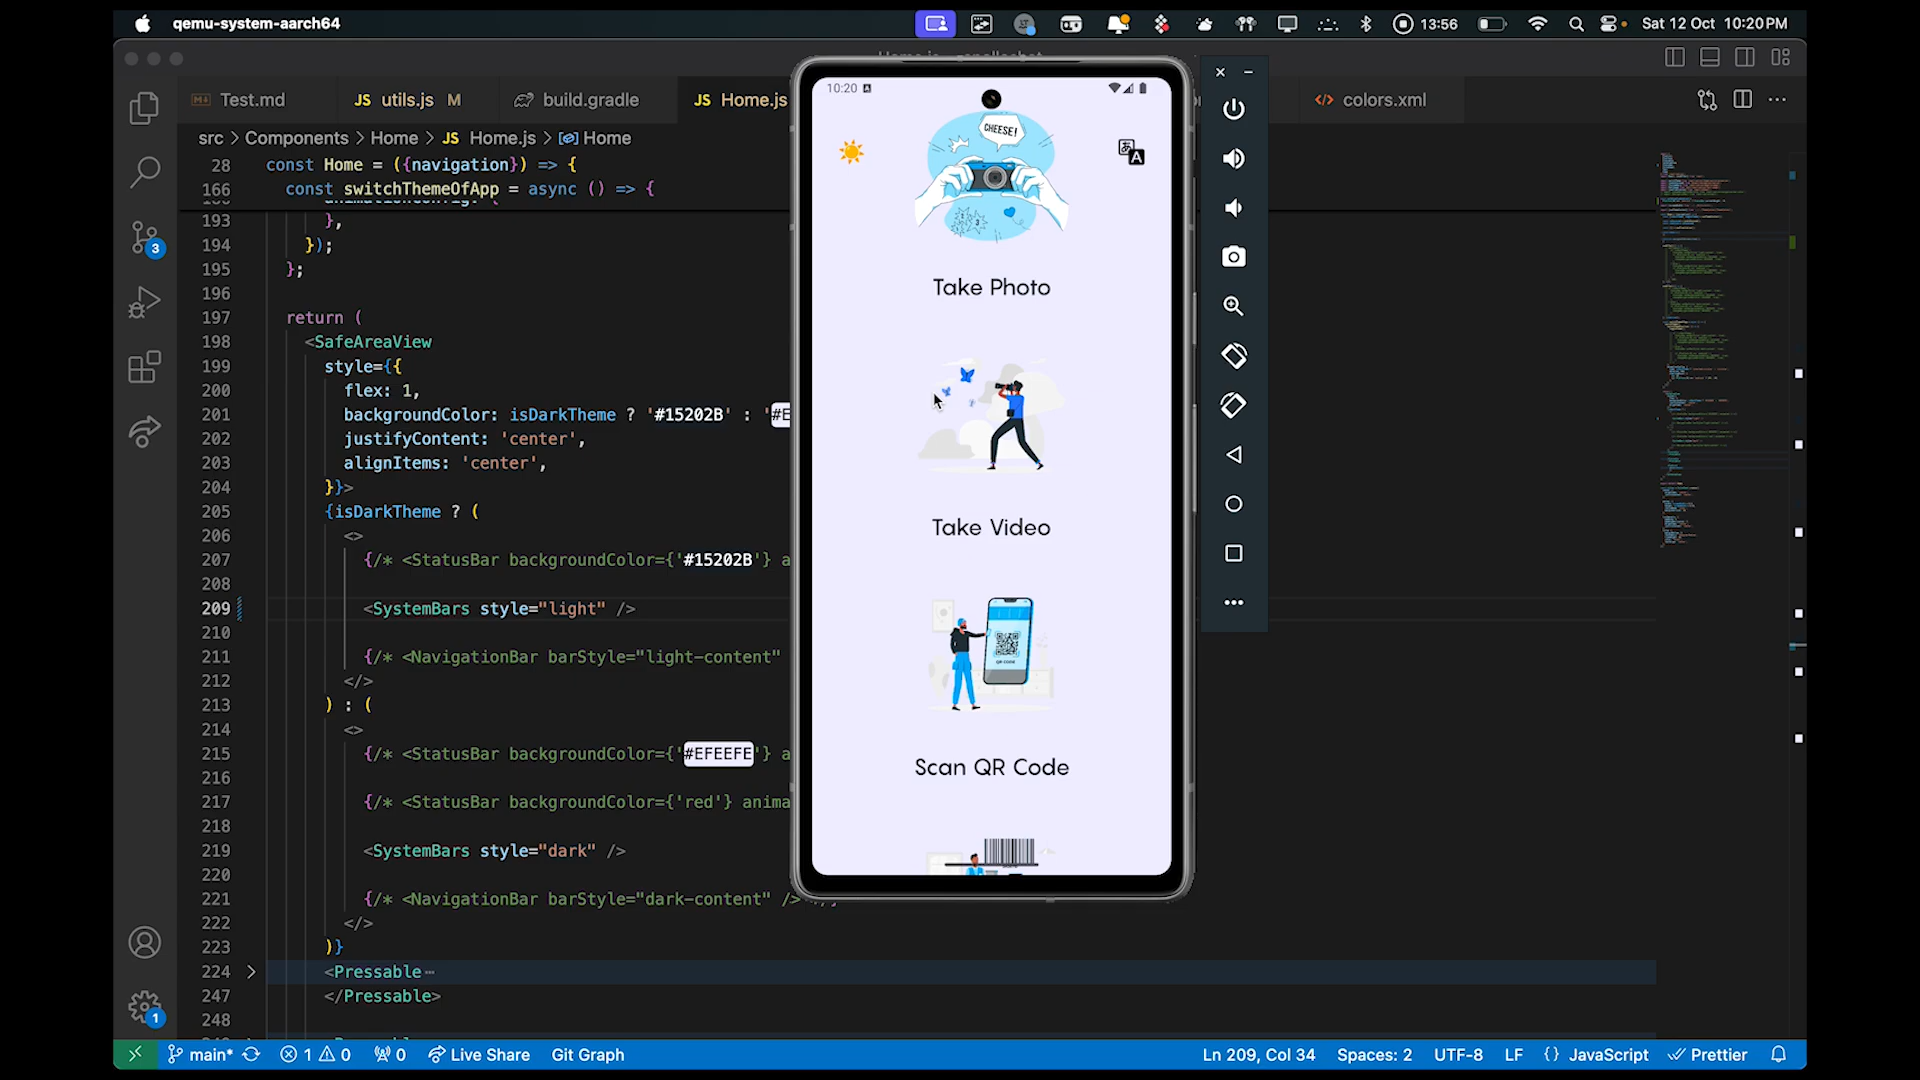 qemu-system-aarch64
13:56
Sat 12 Oct 10:20 PM
Test.md
JS utils.js M
build.gradle
JS Home.js
colors.xml
src > Components > Home > JS Home.js > Home
28 const Home = ({navigation}) => {
166 const switchThemeOfApp = async () => {
193 },
194 });
195 };
196
197 return (
198 <SafeAreaView
199 style={{
200 flex: 1,
201 backgroundColor: isDarkTheme ? '#15202B' : '#E
202 justifyContent: 'center',
203 alignItems: 'center',
204 }}>
205 {isDarkTheme ? (
206 <>
207 {/* <StatusBar backgroundColor={'#15202B'} a
208
209 <SystemBars style="light" />
210
211 {/* <NavigationBar barStyle="light-content"
212 </>
213 ) : (
214 <>
215 {/* <StatusBar backgroundColor={'#EFEEFE'} a
216
217 {/* <StatusBar backgroundColor={'red'} anima
218
219 <SystemBars style="dark" />
220
221 {/* <NavigationBar barStyle="dark-content" />
222 </>
223 )}
224 <Pressable
247 </Pressable>
248
10:20
CHEESE!
Take Photo
Take Video
QR CODE
Scan QR Code
3
1
main*
1 0
0
Live Share
Git Graph
Ln 209, Col 34
Spaces: 2
UTF-8
LF
{} JavaScript
Prettier